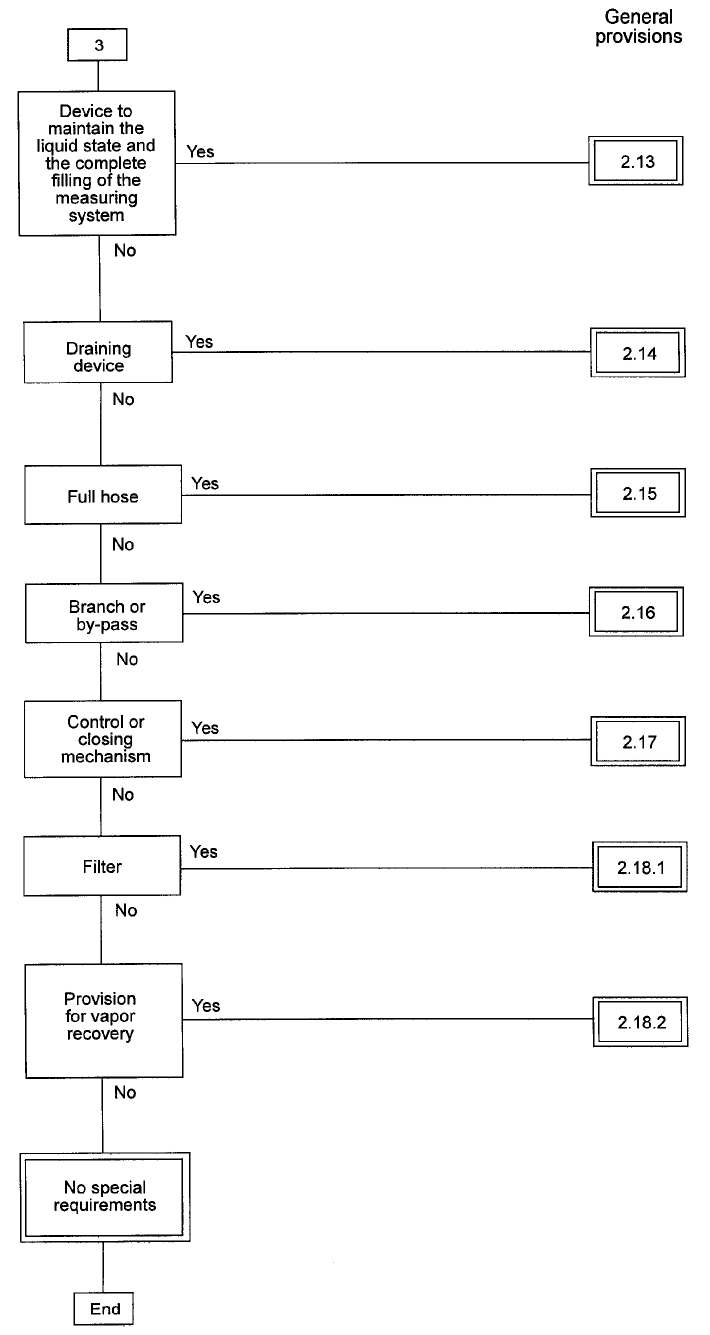 General
provisions
3
Device to
maintain the
liquid state and
the complete
filling of the
measuring
system
Yes
2.13
No
Draining
device
Yes
2.14
No
Full hose
Yes
2.15
No
Branch or
by-pass
Yes
2.16
No
Control or
closing
mechanism
Yes
2.17
No
Filter
Yes
2.18.1
No
Provision
for vapor
recovery
Yes
2.18.2
No
No special
requirements
End